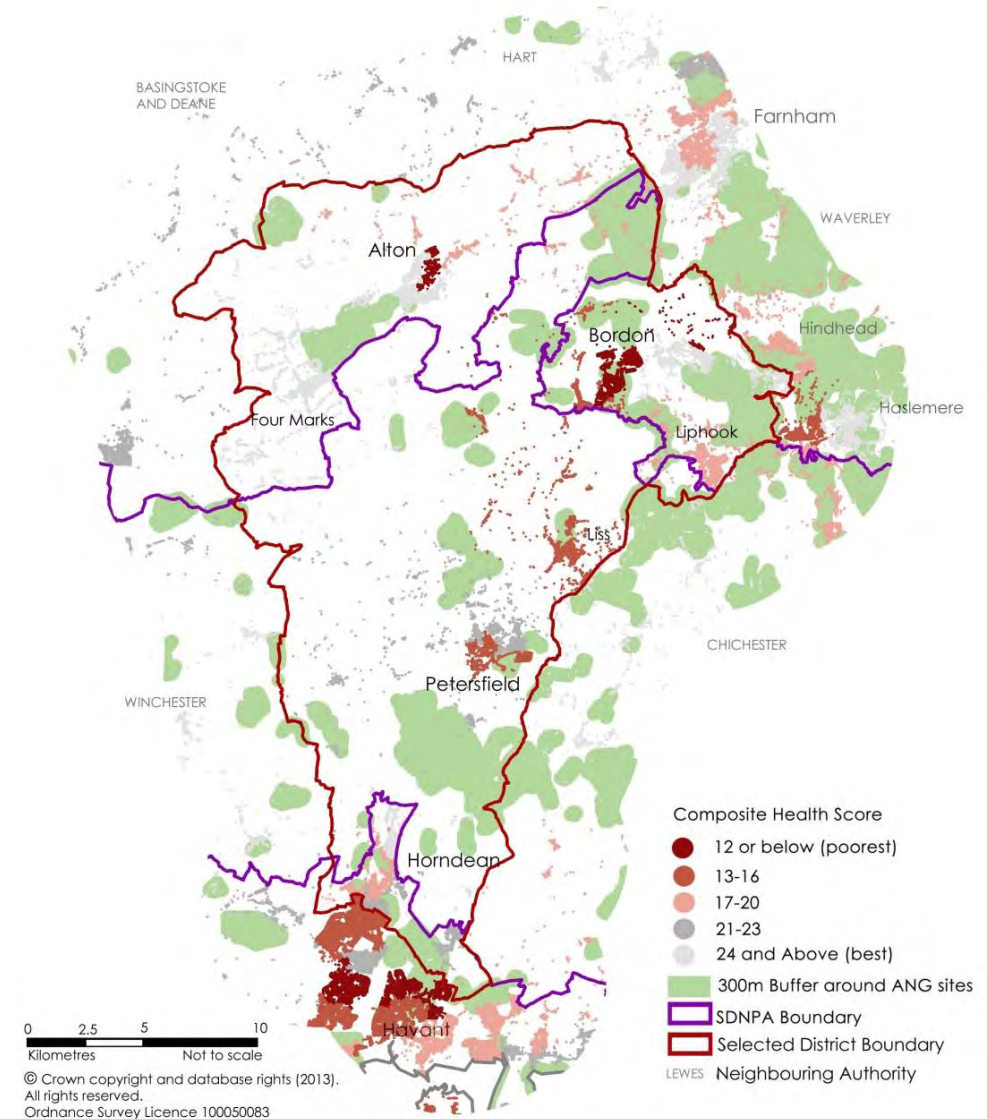 HART
BASINGSTOKE
AND DEANE
Farnham
WAVERLEY
Alton
Hindhead
Bordon
Haslemere
Four Marks
Liphook
Liss
CHICHESTER
Petersfield
WINCHESTER
Horndean
Havant
Composite Health Score
12 or below (poorest)
13-16
17-20
21-23
24 and Above (best)
300m Buffer around ANG sites
SDNPA Boundary
Selected District Boundary
LEWES Neighbouring Authority
0 2.5 5 10
Kilometres Not to scale
© Crown copyright and database rights (2013).
All rights reserved.
Ordnance Survey Licence 100050083